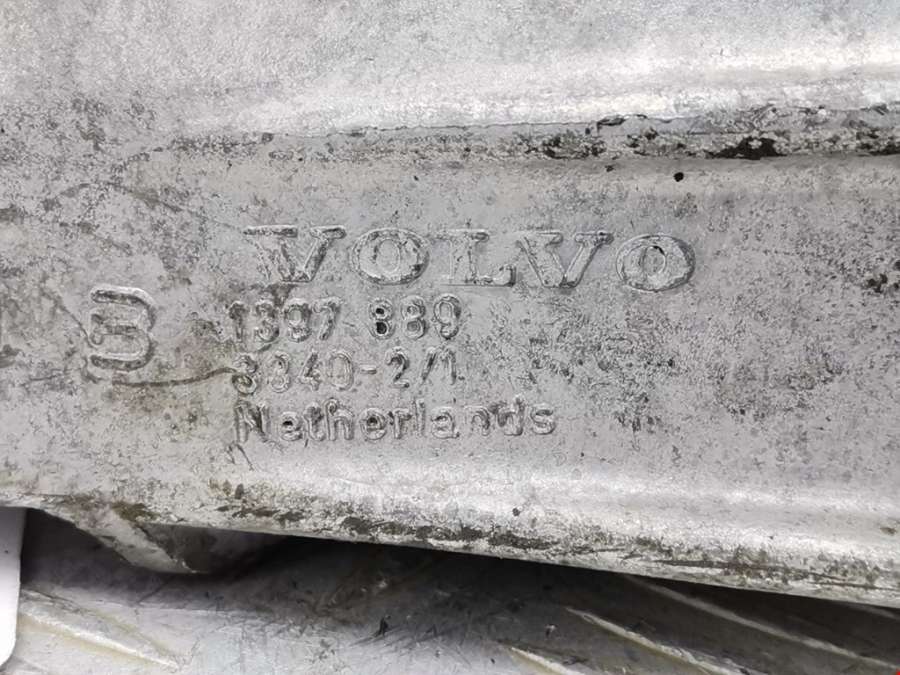 VOLVO
1397 889
3340-2/1
Netherlands